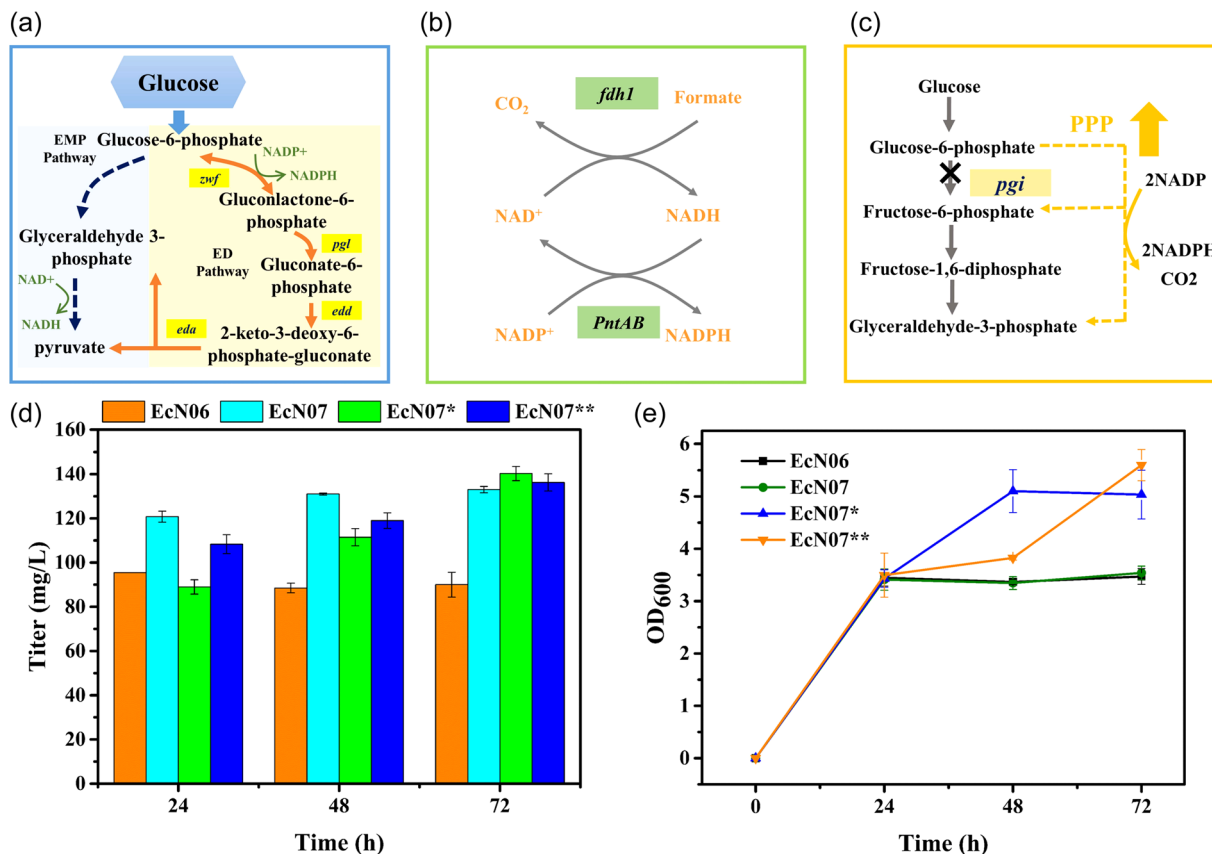 (a)
Glucose
EMP
Pathway
Glucose-6-phosphate
NADP+
NADPH
zwf
Gluconlactone-6-
phosphate
Glyceraldehyde 3-
phosphate
ED
Pathway
pgl
Gluconate-6-
phosphate
NAD+
NADH
eda
edd
pyruvate
2-keto-3-deoxy-6-
phosphate-gluconate
(b)
CO2
fdh1
Formate
NAD+
NADH
NADP+
PntAB
NADPH
(c)
Glucose
PPP
Glucose-6-phosphate
pgi
2NADP
Fructose-6-phosphate
2NADPH
CO2
Fructose-1,6-diphosphate
Glyceraldehyde-3-phosphate
(d)
EcN06 EcN07 EcN07* EcN07**
Titer (mg/L)
160
140
120
100
80
60
40
20
0
24 48 72
Time (h)
(e)
EcN06
EcN07
EcN07*
EcN07**
OD600
6
5
4
3
2
1
0
0 24 48 72
Time (h)